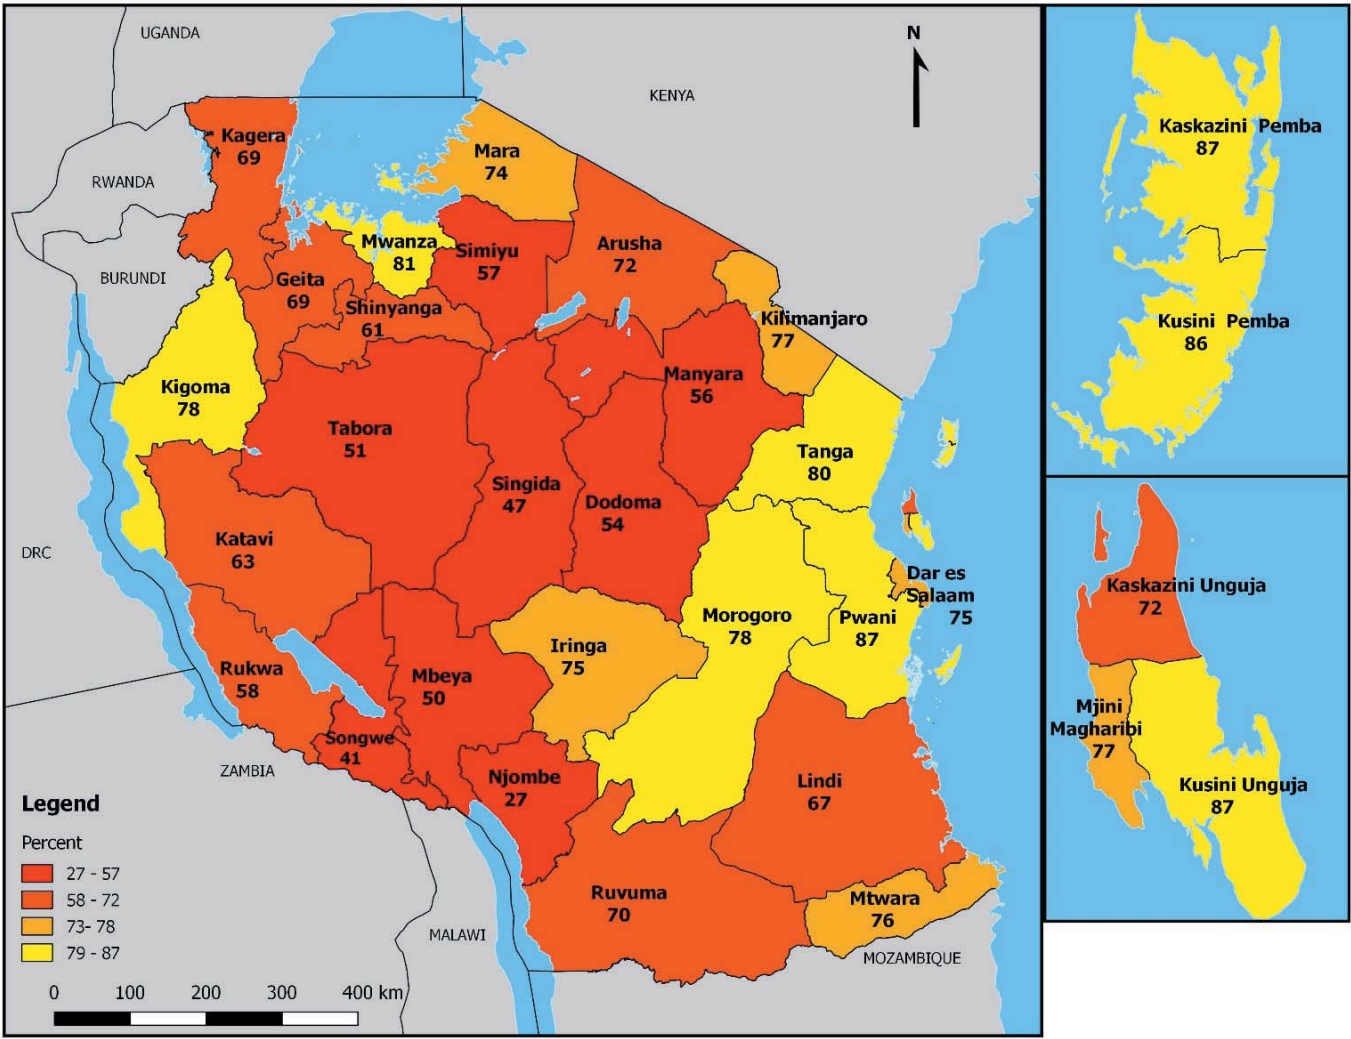 UGANDA
N
KENYA
Kagera
69
Mara
74
RWANDA
Mwanza
81
Simiyu
57
Arusha
72
BURUNDI
Geita
69
Shinyanga
61
Kilimanjaro
77
Kigoma
78
Manyara
56
Tabora
51
Tanga
80
Singida
47
Dodoma
54
Katavi
63
DRC
Dar es
Salaam
75
Morogoro
78
Pwani
87
Iringa
75
Rukwa
58
Mbeya
50
Songwe
41
ZAMBIA
Njombe
27
Lindi
67
Ruvuma
70
Mtwara
76
MALAWI
MOZAMBIQUE
Legend
Percent
27 - 57
58 - 72
73- 78
79 - 87
0 100 200 300 400 km
Kaskazini Pemba
87
Kusini Pemba
86
Kaskazini Unguja
72
Mjini
Magharibi
77
Kusini Unguja
87